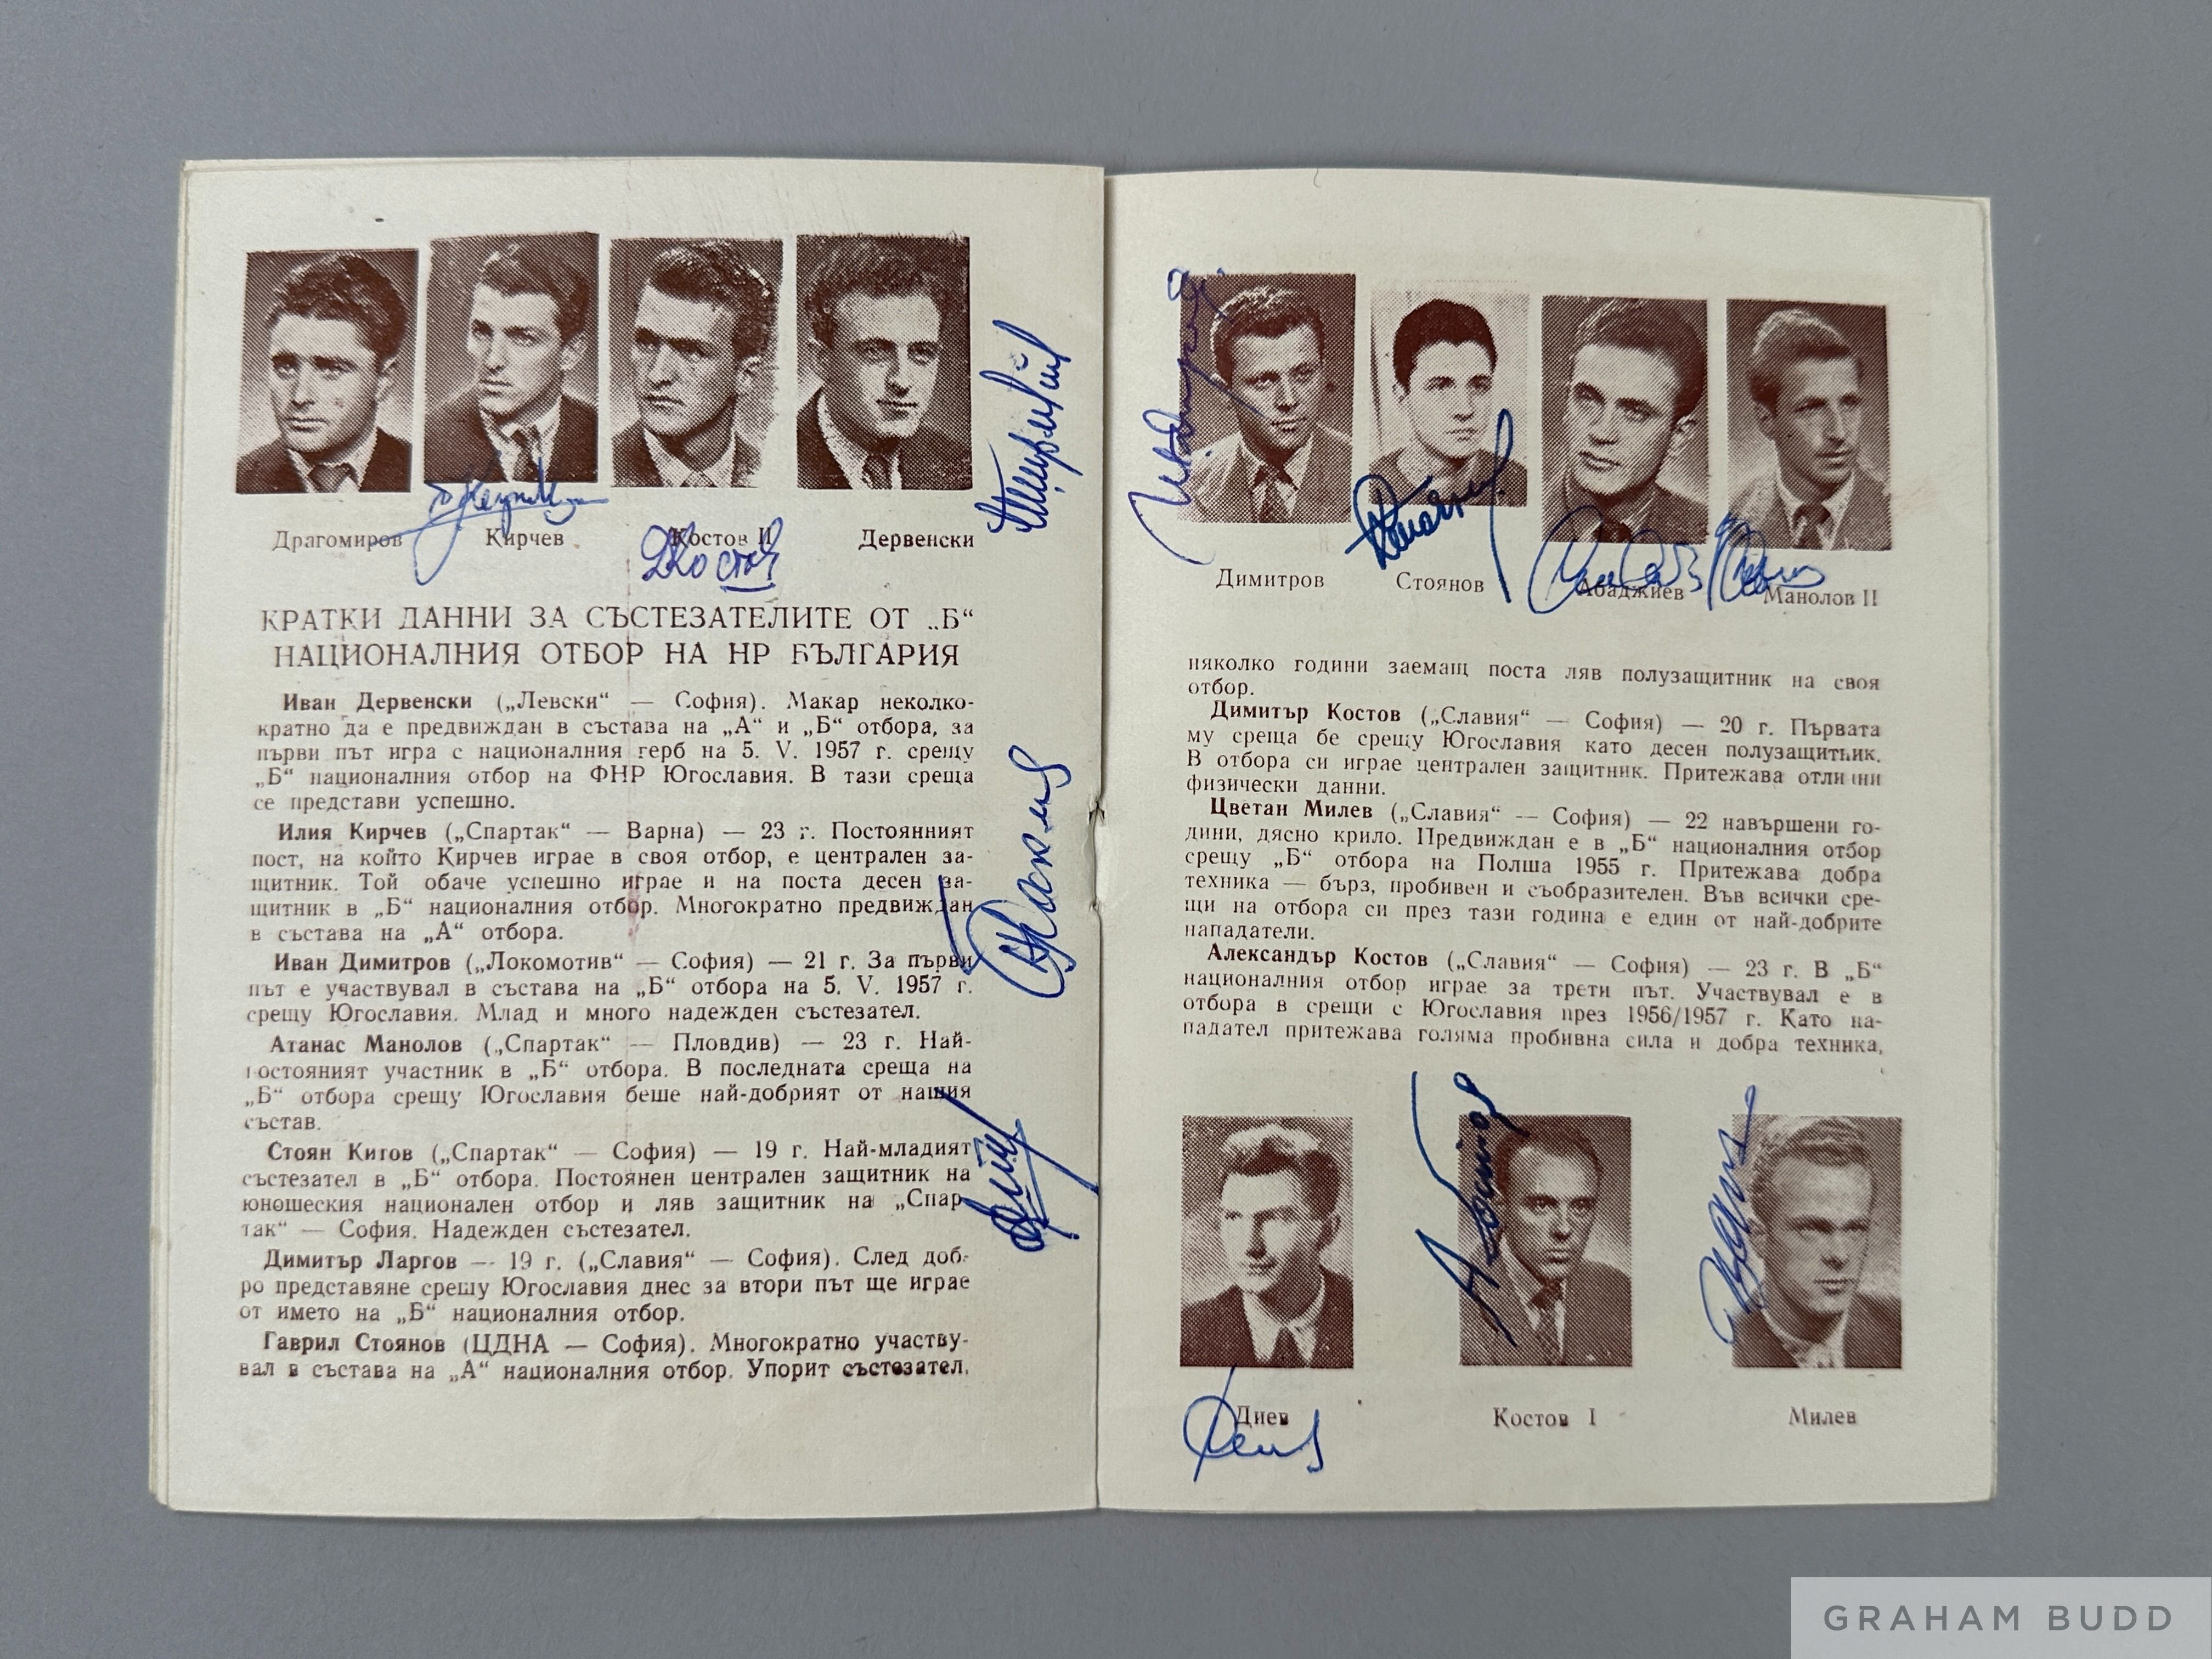 Драгомиров Кирчев Костов II Дервенски
КРАТКИ ДАННИ ЗА СЪСТЕЗАТЕЛИТЕ ОТ „Б“
НАЦИОНАЛНИЯ ОТБОР НА НР БЪЛГАРИЯ
Иван Дервенски („Левски“ — София). Макар неколко-
кратно да е предвиждан в състава на „А“ и „Б“ отбора, за
първи път игра с националния герб на 5. V. 1957 г. срещу
„Б“ националния отбор на ФНР Югославия. В тази среща
се представи успешно.
Илия Кирчев („Спартак“ — Варна) — 23 г. Постоянният
пост, на който Кирчев играе в своя отбор, е централен за-
щитник. Той обаче успешно играе и на поста десен за-
щитник в „Б“ националния отбор. Многократно предвиждан
в състава на „А“ отбора.
Иван Димитров („Локомотив“ — София) — 21 г. За първи
път е участвувал в състава на „Б“ отбора на 5. V. 1957 г.
срещу Югославия. Млад и много надежден състезател.
Атанас Манолов („Спартак“ — Пловдив) — 23 г. Най-
постоянният участник в „Б“ отбора. В последната среща на
„Б“ отбора срещу Югославия беше най-добрият от нашия
състав.
Стоян Китов („Спартак“ — София) — 19 г. Най-младият
състезател в „Б“ отбора. Постоянен централен защитник на
юношеския национален отбор и ляв защитник на „Спар-
так“ — София. Надежден състезател.
Димитър Ларгов — 19 г. („Славия“ — София). След доб-
ро представяне срещу Югославия днес за втори път ще играе
от името на „Б“ националния отбор.
Гаврил Стоянов (ЦДНА — София). Многократно участву-
вал в състава на „А“ националния отбор. Упорит състезател,
Димитров Стоянов Абаджиев Манолов II
няколко години заемащ поста ляв полузащитник на своя
отбор.
Димитър Костов („Славия“ — София) — 20 г. Първата
му среща бе срещу Югославия като десен полузащитник.
В отбора си играе централен защитник. Притежава отлични
физически данни.
Цветан Милев („Славия“ — София) — 22 навършени го-
дини, дясно крило. Предвиждан е в „Б“ националния отбор
срещу „Б“ отбора на Полша 1955 г. Притежава добра
техника — бърз, пробивен и съобразителен. Във всички сре-
щи на отбора си през тази година е един от най-добрите
нападатели.
Александър Костов („Славия“ — София) — 23 г. В „Б“
националния отбор играе за трети път. Участвувал е в
отбора в срещи с Югославия през 1956/1957 г. Като на-
падател притежава голяма пробивна сила и добра техника,
Диев Костов I Милев
GRAHAM BUDD